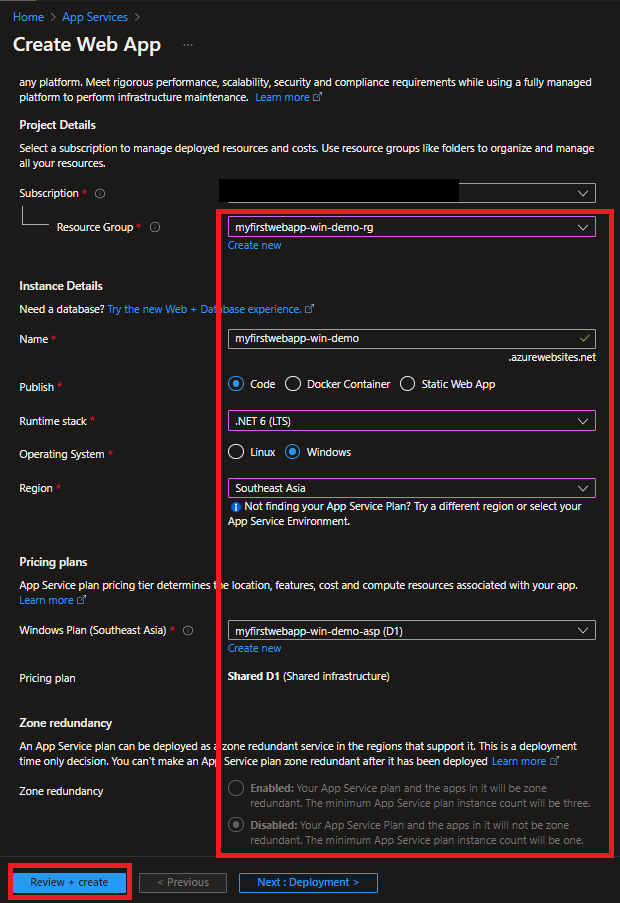 Home > App Services >
Create Web App ...
any platform. Meet rigorous performance, scalability, security and compliance requirements while using a fully managed
platform to perform infrastructure maintenance. Learn more
Project Details
Select a subscription to manage deployed resources and costs. Use resource groups like folders to organize and manage
all your resources.
Subscription *
Resource Group * myfirstwebapp-win-demo-rg
Create new
Instance Details
Need a database? Try the new Web + Database experience.
Name * myfirstwebapp-win-demo
.azurewebsites.net
Publish * Code Docker Container Static Web App
Runtime stack * .NET 6 (LTS)
Operating System * Linux Windows
Region * Southeast Asia
Not finding your App Service Plan? Try a different region or select your
App Service Environment.
Pricing plans
App Service plan pricing tier determines the location, features, cost and compute resources associated with your app.
Learn more
Windows Plan (Southeast Asia) * myfirstwebapp-win-demo-asp (D1)
Create new
Pricing plan Shared D1 (Shared infrastructure)
Zone redundancy
An App Service plan can be deployed as a zone redundant service in the regions that support it. This is a deployment
time only decision. You can't make an App Service plan zone redundant after it has been deployed Learn more
Zone redundancy Enabled: Your App Service plan and the apps in it will be zone
redundant. The minimum App Service plan instance count will be three.
Disabled: Your App Service Plan and the apps in it will not be zone
redundant. The minimum App Service plan instance count will be one.
Review + create < Previous Next : Deployment >